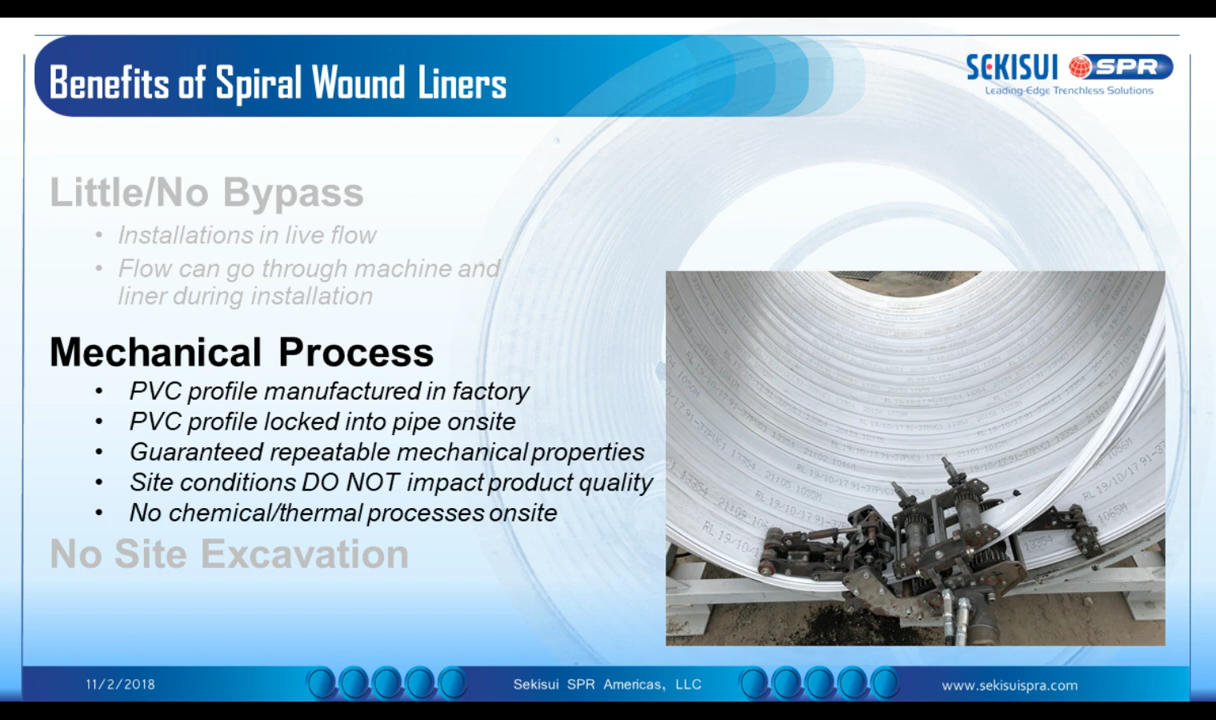 Benefits of Spiral Wound Liners
SEKISUI SPR
Leading-Edge Trenchless Solutions
Little/No Bypass
• Installations in live flow
• Flow can go through machine and
liner during installation
Mechanical Process
• PVC profile manufactured in factory
• PVC profile locked into pipe onsite
• Guaranteed repeatable mechanical properties
• Site conditions DO NOT impact product quality
• No chemical/thermal processes onsite
No Site Excavation
11/2/2018
Sekisui SPR Americas, LLC
www.sekisuispra.com